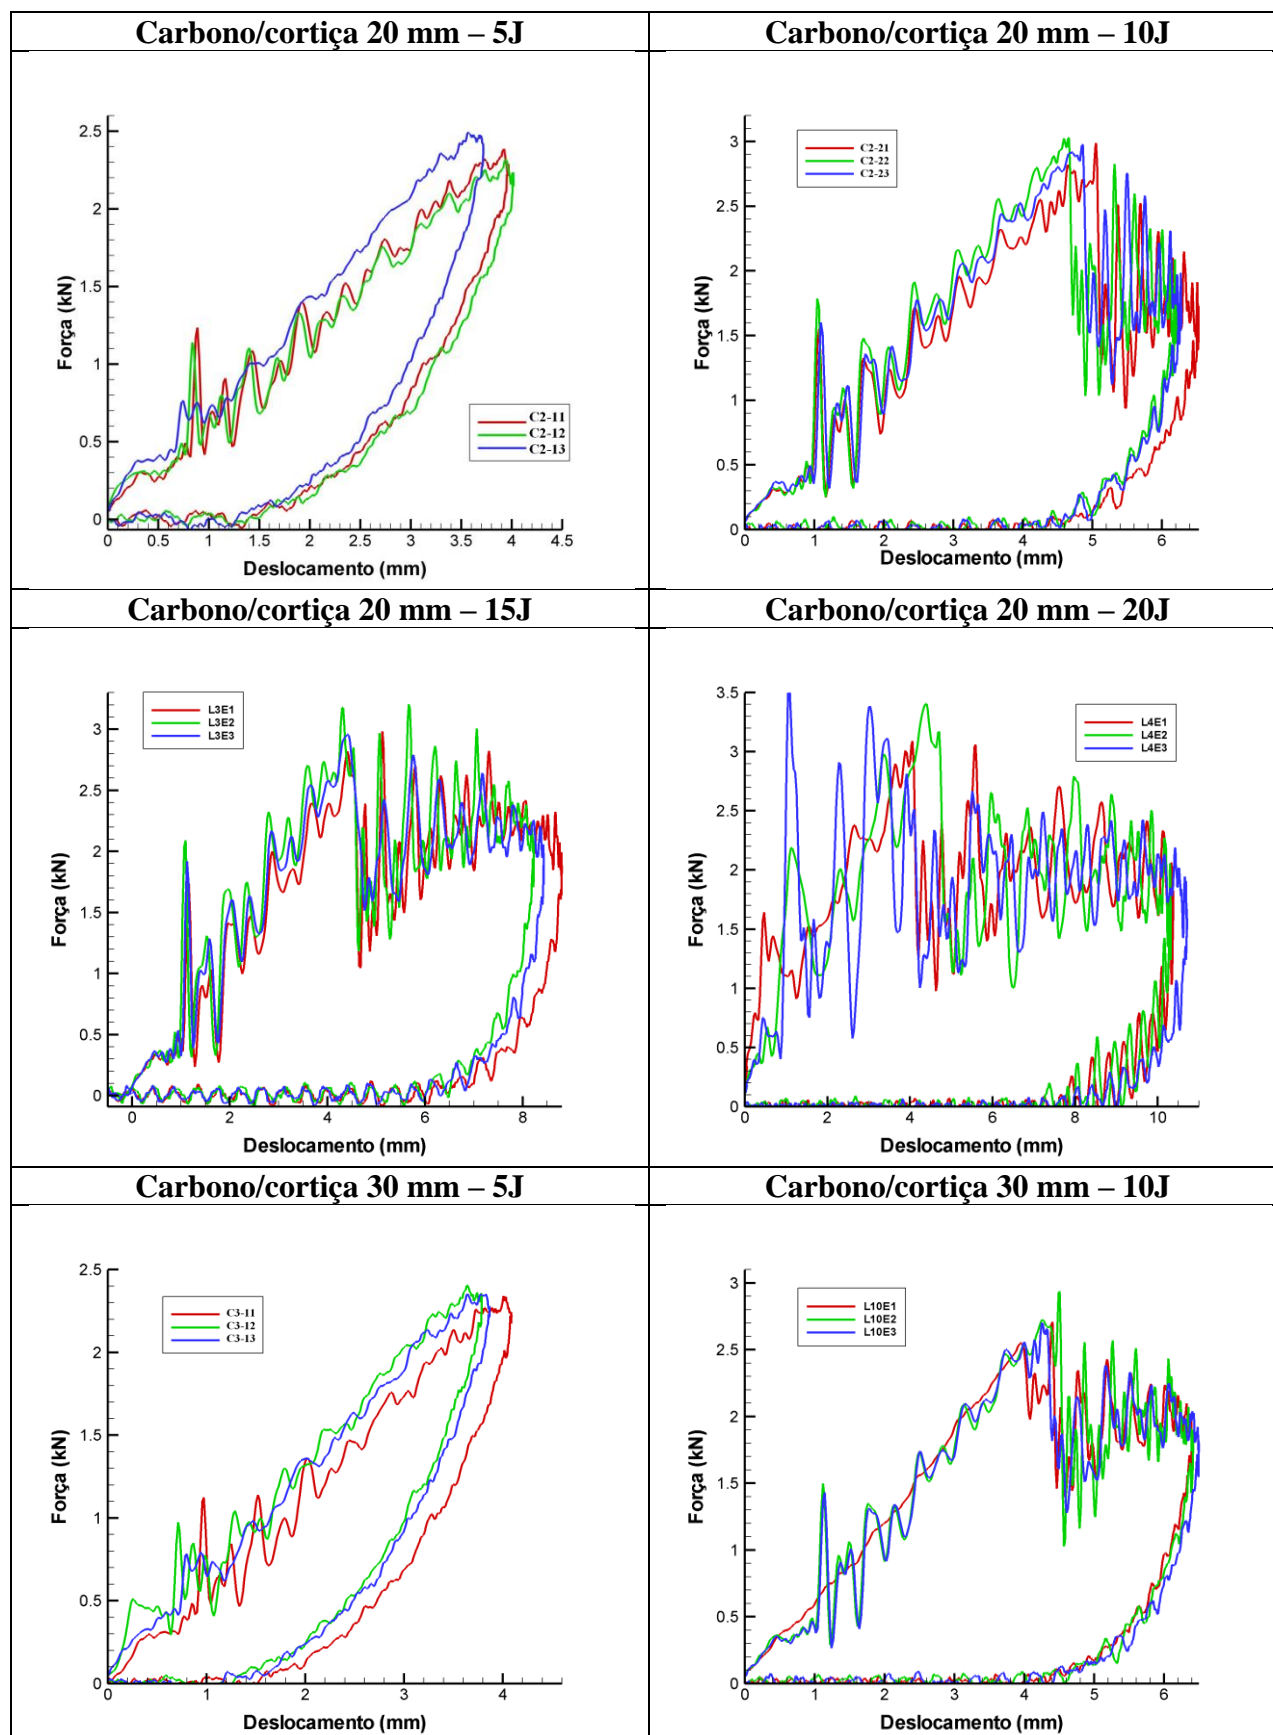 Carbono/cortiça 20 mm – 5J
Carbono/cortiça 20 mm – 10J
2.5
2
1.5
1
0.5
0
Força (kN)
C2-11
C2-12
C2-13
0 0.5 1 1.5 2 2.5 3 3.5 4 4.5
Deslocamento (mm)
3
2.5
2
1.5
1
0.5
0
Força (kN)
C2-21
C2-22
C2-23
0 1 2 3 4 5 6
Deslocamento (mm)
Carbono/cortiça 20 mm – 15J
Carbono/cortiça 20 mm – 20J
3
2.5
2
1.5
1
0.5
0
Força (kN)
L3E1
L3E2
L3E3
0 2 4 6 8
Deslocamento (mm)
3.5
3
2.5
2
1.5
1
0.5
0
Força (kN)
L4E1
L4E2
L4E3
0 2 4 6 8 10
Deslocamento (mm)
Carbono/cortiça 30 mm – 5J
Carbono/cortiça 30 mm – 10J
2.5
2
1.5
1
0.5
0
Força (kN)
C3-11
C3-12
C3-13
0 1 2 3 4
Deslocamento (mm)
3
2.5
2
1.5
1
0.5
0
Força (kN)
L10E1
L10E2
L10E3
0 1 2 3 4 5 6
Deslocamento (mm)